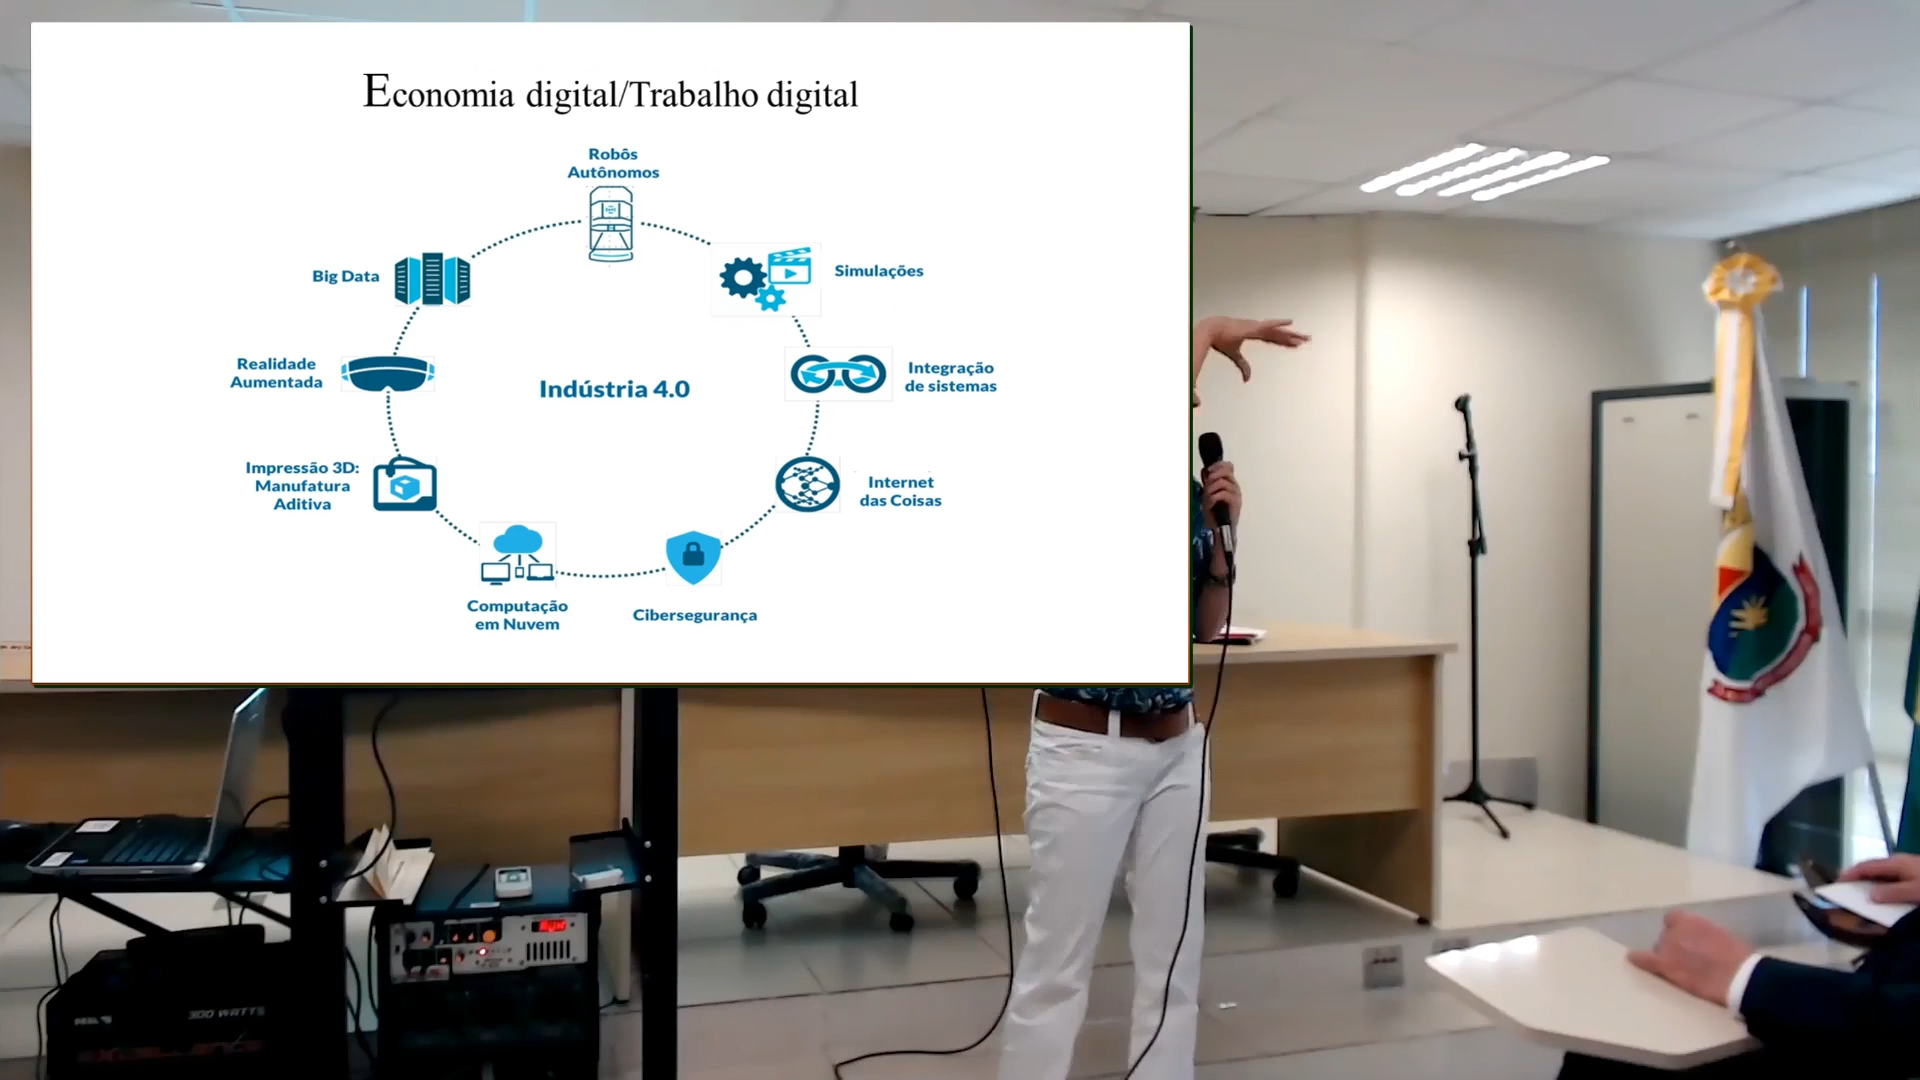 Economia digital/Trabalho digital
Robôs
Autônomos
Simulações
Integração
de sistemas
Internet
das Coisas
Cibersegurança
Computação
em Nuvem
Impressão 3D:
Manufatura
Aditiva
Realidade
Aumentada
Big Data
Indústria 4.0
300 WATTS